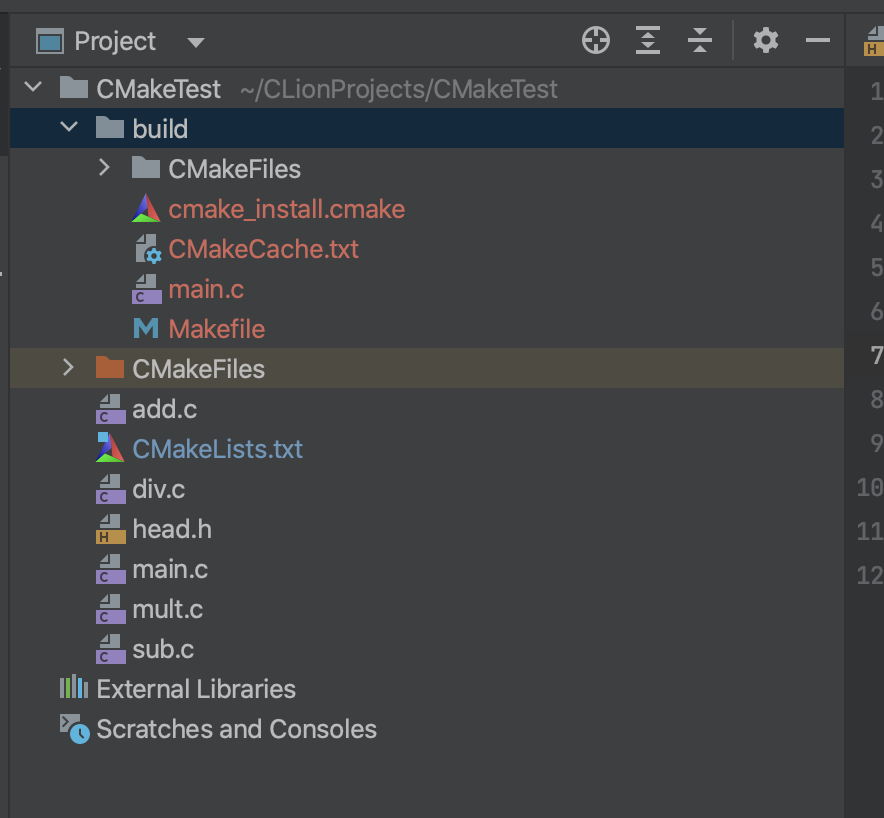 Project
CMakeTest ~/CLionProjects/CMakeTest
build
CMakeFiles
cmake_install.cmake
CMakeCache.txt
main.c
Makefile
CMakeFiles
add.c
CMakeLists.txt
div.c
head.h
main.c
mult.c
sub.c
External Libraries
Scratches and Consoles
1
2
3
4
5
6
7
8
9
10
11
12